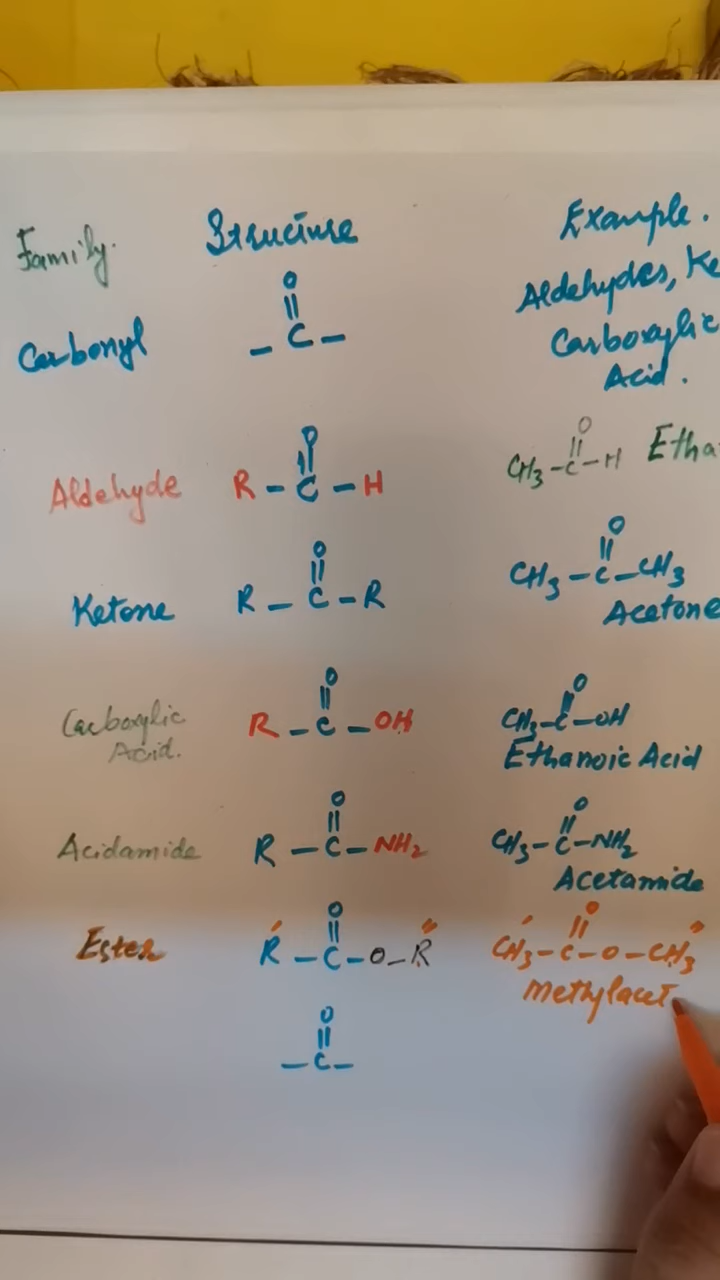 Family. Structure Example.
Carbonyl
O
||
– C –
Aldehydes, Ke
Carboxylic
Acid.
Aldehyde
O
||
R – C – H
O
||
CH3 – C – H Etha
Ketone
O
||
R – C – R
O
||
CH3 – C – CH3
Acetone
Carboxylic
Acid.
O
||
R – C – OH
O
||
CH3 – C – OH
Ethanoic Acid
Acidamide
O
||
R – C – NH2
O
||
CH3 – C – NH2
Acetamide
Ester
O
||
R' – C – O – R''
O
||
CH3' – C – O – CH3''
Methylacet
O
||
– C –